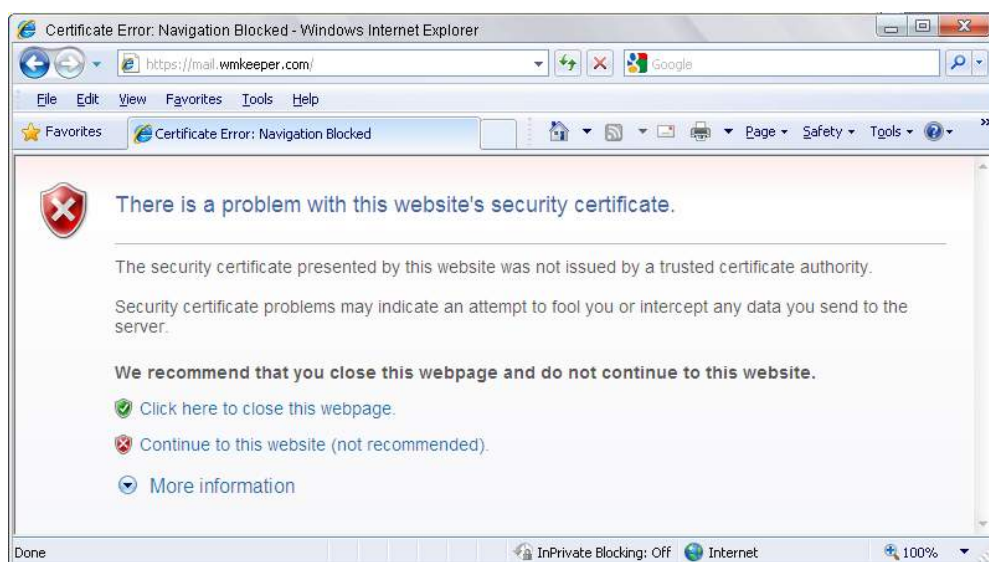 Certificate Error: Navigation Blocked - Windows Internet Explorer
https://mail.wmkeeper.com/
Google
File Edit View Favorites Tools Help
Favorites Certificate Error: Navigation Blocked Page Safety Tools
There is a problem with this website's security certificate.
The security certificate presented by this website was not issued by a trusted certificate authority.
Security certificate problems may indicate an attempt to fool you or intercept any data you send to the
server.
We recommend that you close this webpage and do not continue to this website.
Click here to close this webpage.
Continue to this website (not recommended).
More information
Done InPrivate Blocking: Off Internet 100%